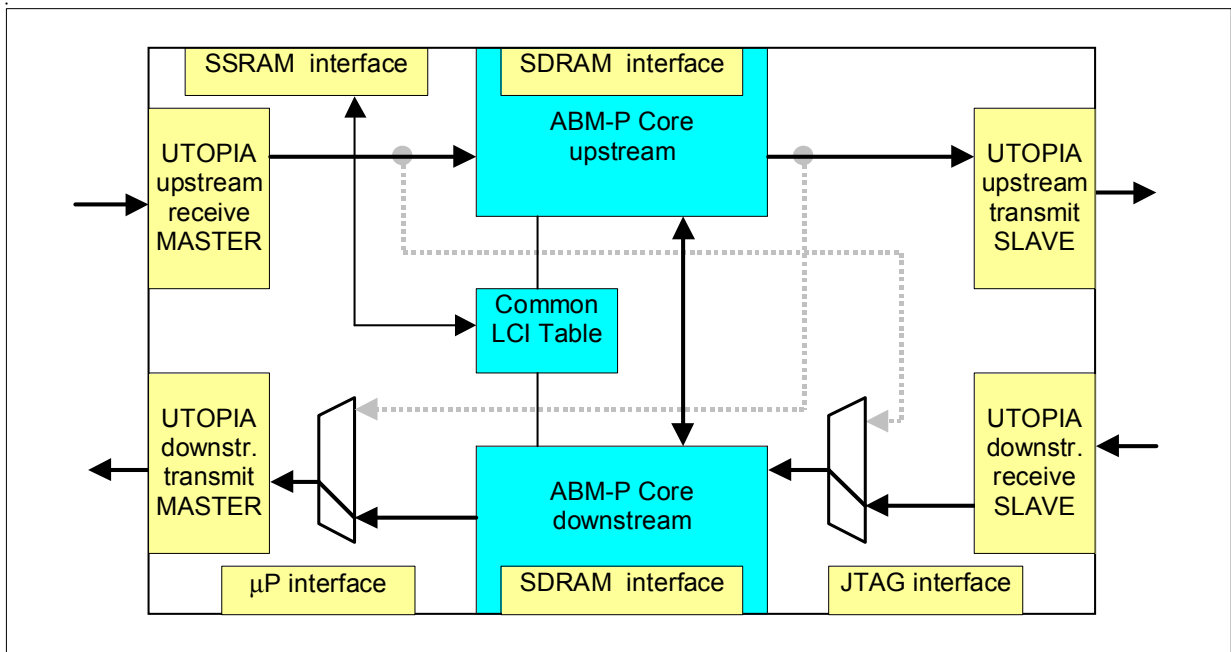 SSRAM interface
SDRAM interface
UTOPIA
upstream
receive
MASTER
ABM-P Core
upstream
UTOPIA
upstream
transmit
SLAVE
Common
LCI Table
UTOPIA
downstr.
transmit
MASTER
ABM-P Core
downstream
UTOPIA
downstr.
receive
SLAVE
µP interface
SDRAM interface
JTAG interface